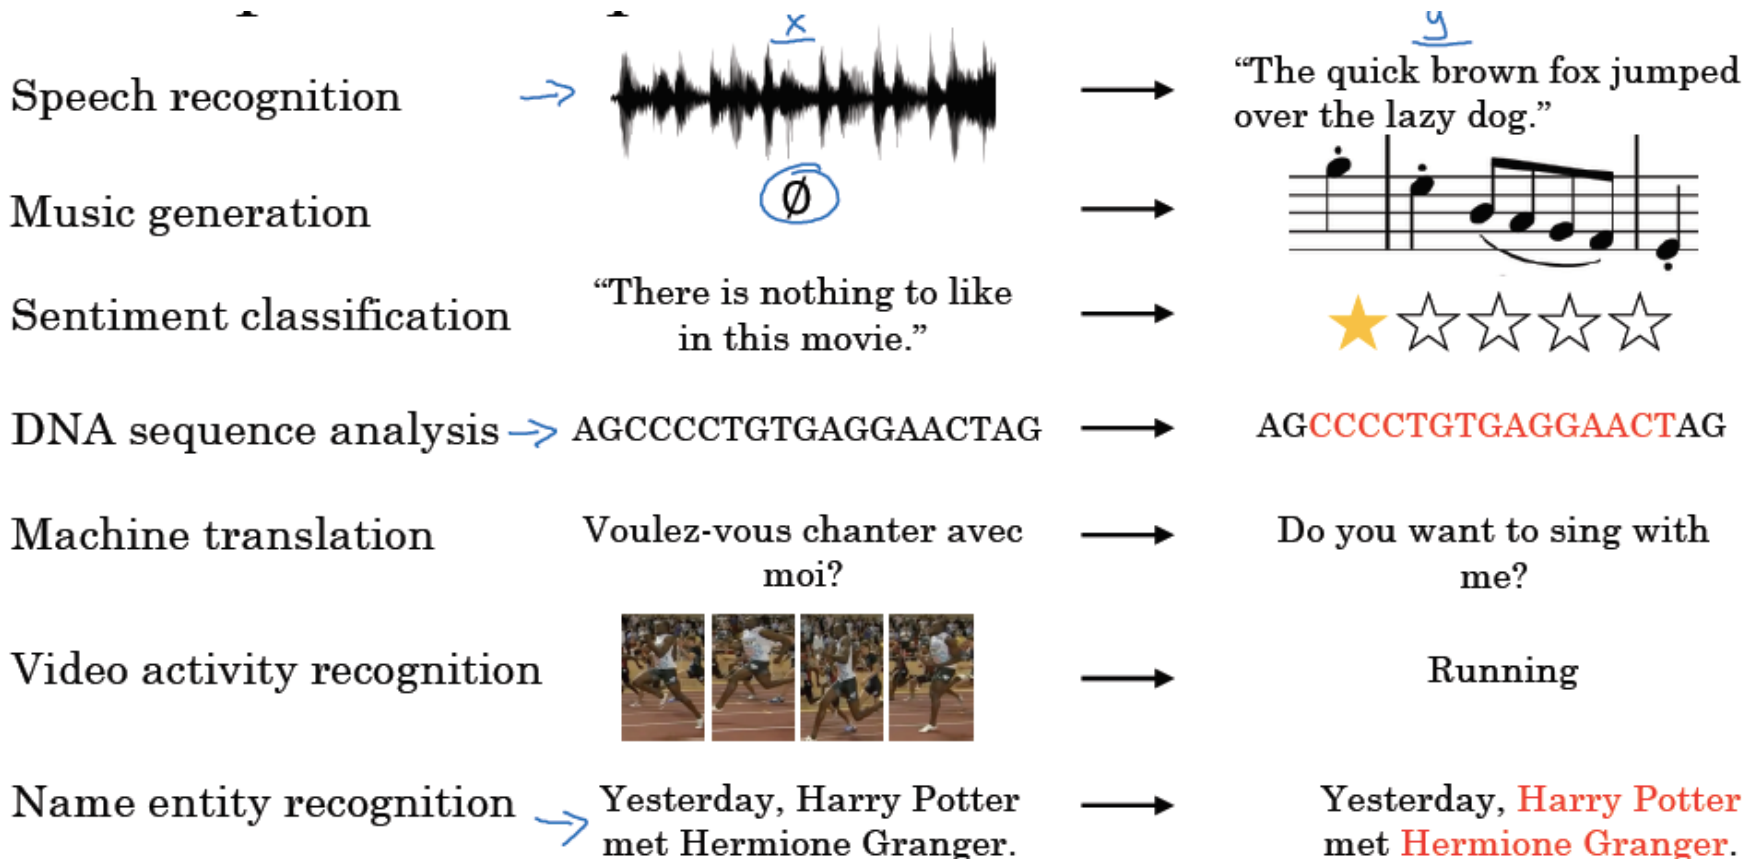 x
y
Speech recognition
“The quick brown fox jumped
over the lazy dog.”
Music generation
Ø
Sentiment classification
“There is nothing to like
in this movie.”
DNA sequence analysis
AGCCCCTGTGAGGAACTAG
AGCCCCTGTGAGGAACTAG
Machine translation
Voulez-vous chanter avec
moi?
Do you want to sing with
me?
Video activity recognition
Running
Name entity recognition
Yesterday, Harry Potter
met Hermione Granger.
Yesterday, Harry Potter
met Hermione Granger.